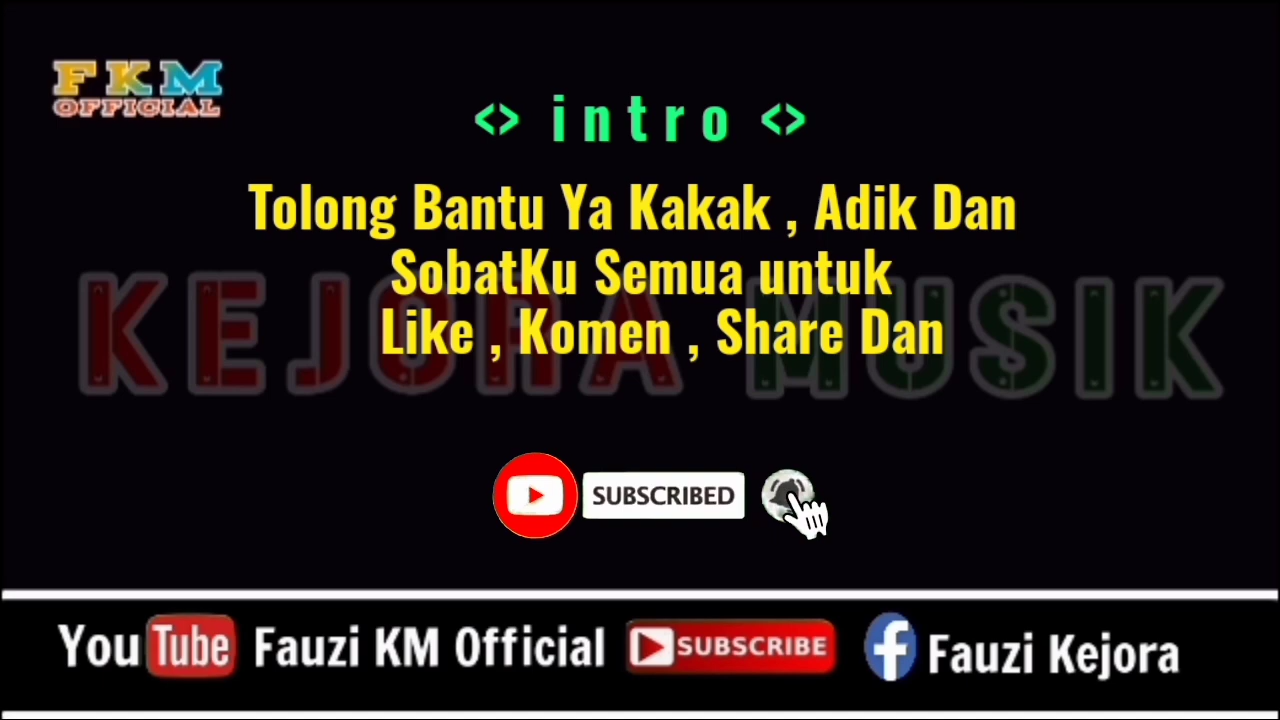 FKM
OFFICIAL
<> intro <>
Tolong Bantu Ya Kakak , Adik Dan
SobatKu Semua untuk
Like , Komen , Share Dan
KEJORA MUSIK
SUBSCRIBED
YouTube Fauzi KM Official SUBSCRIBE f Fauzi Kejora